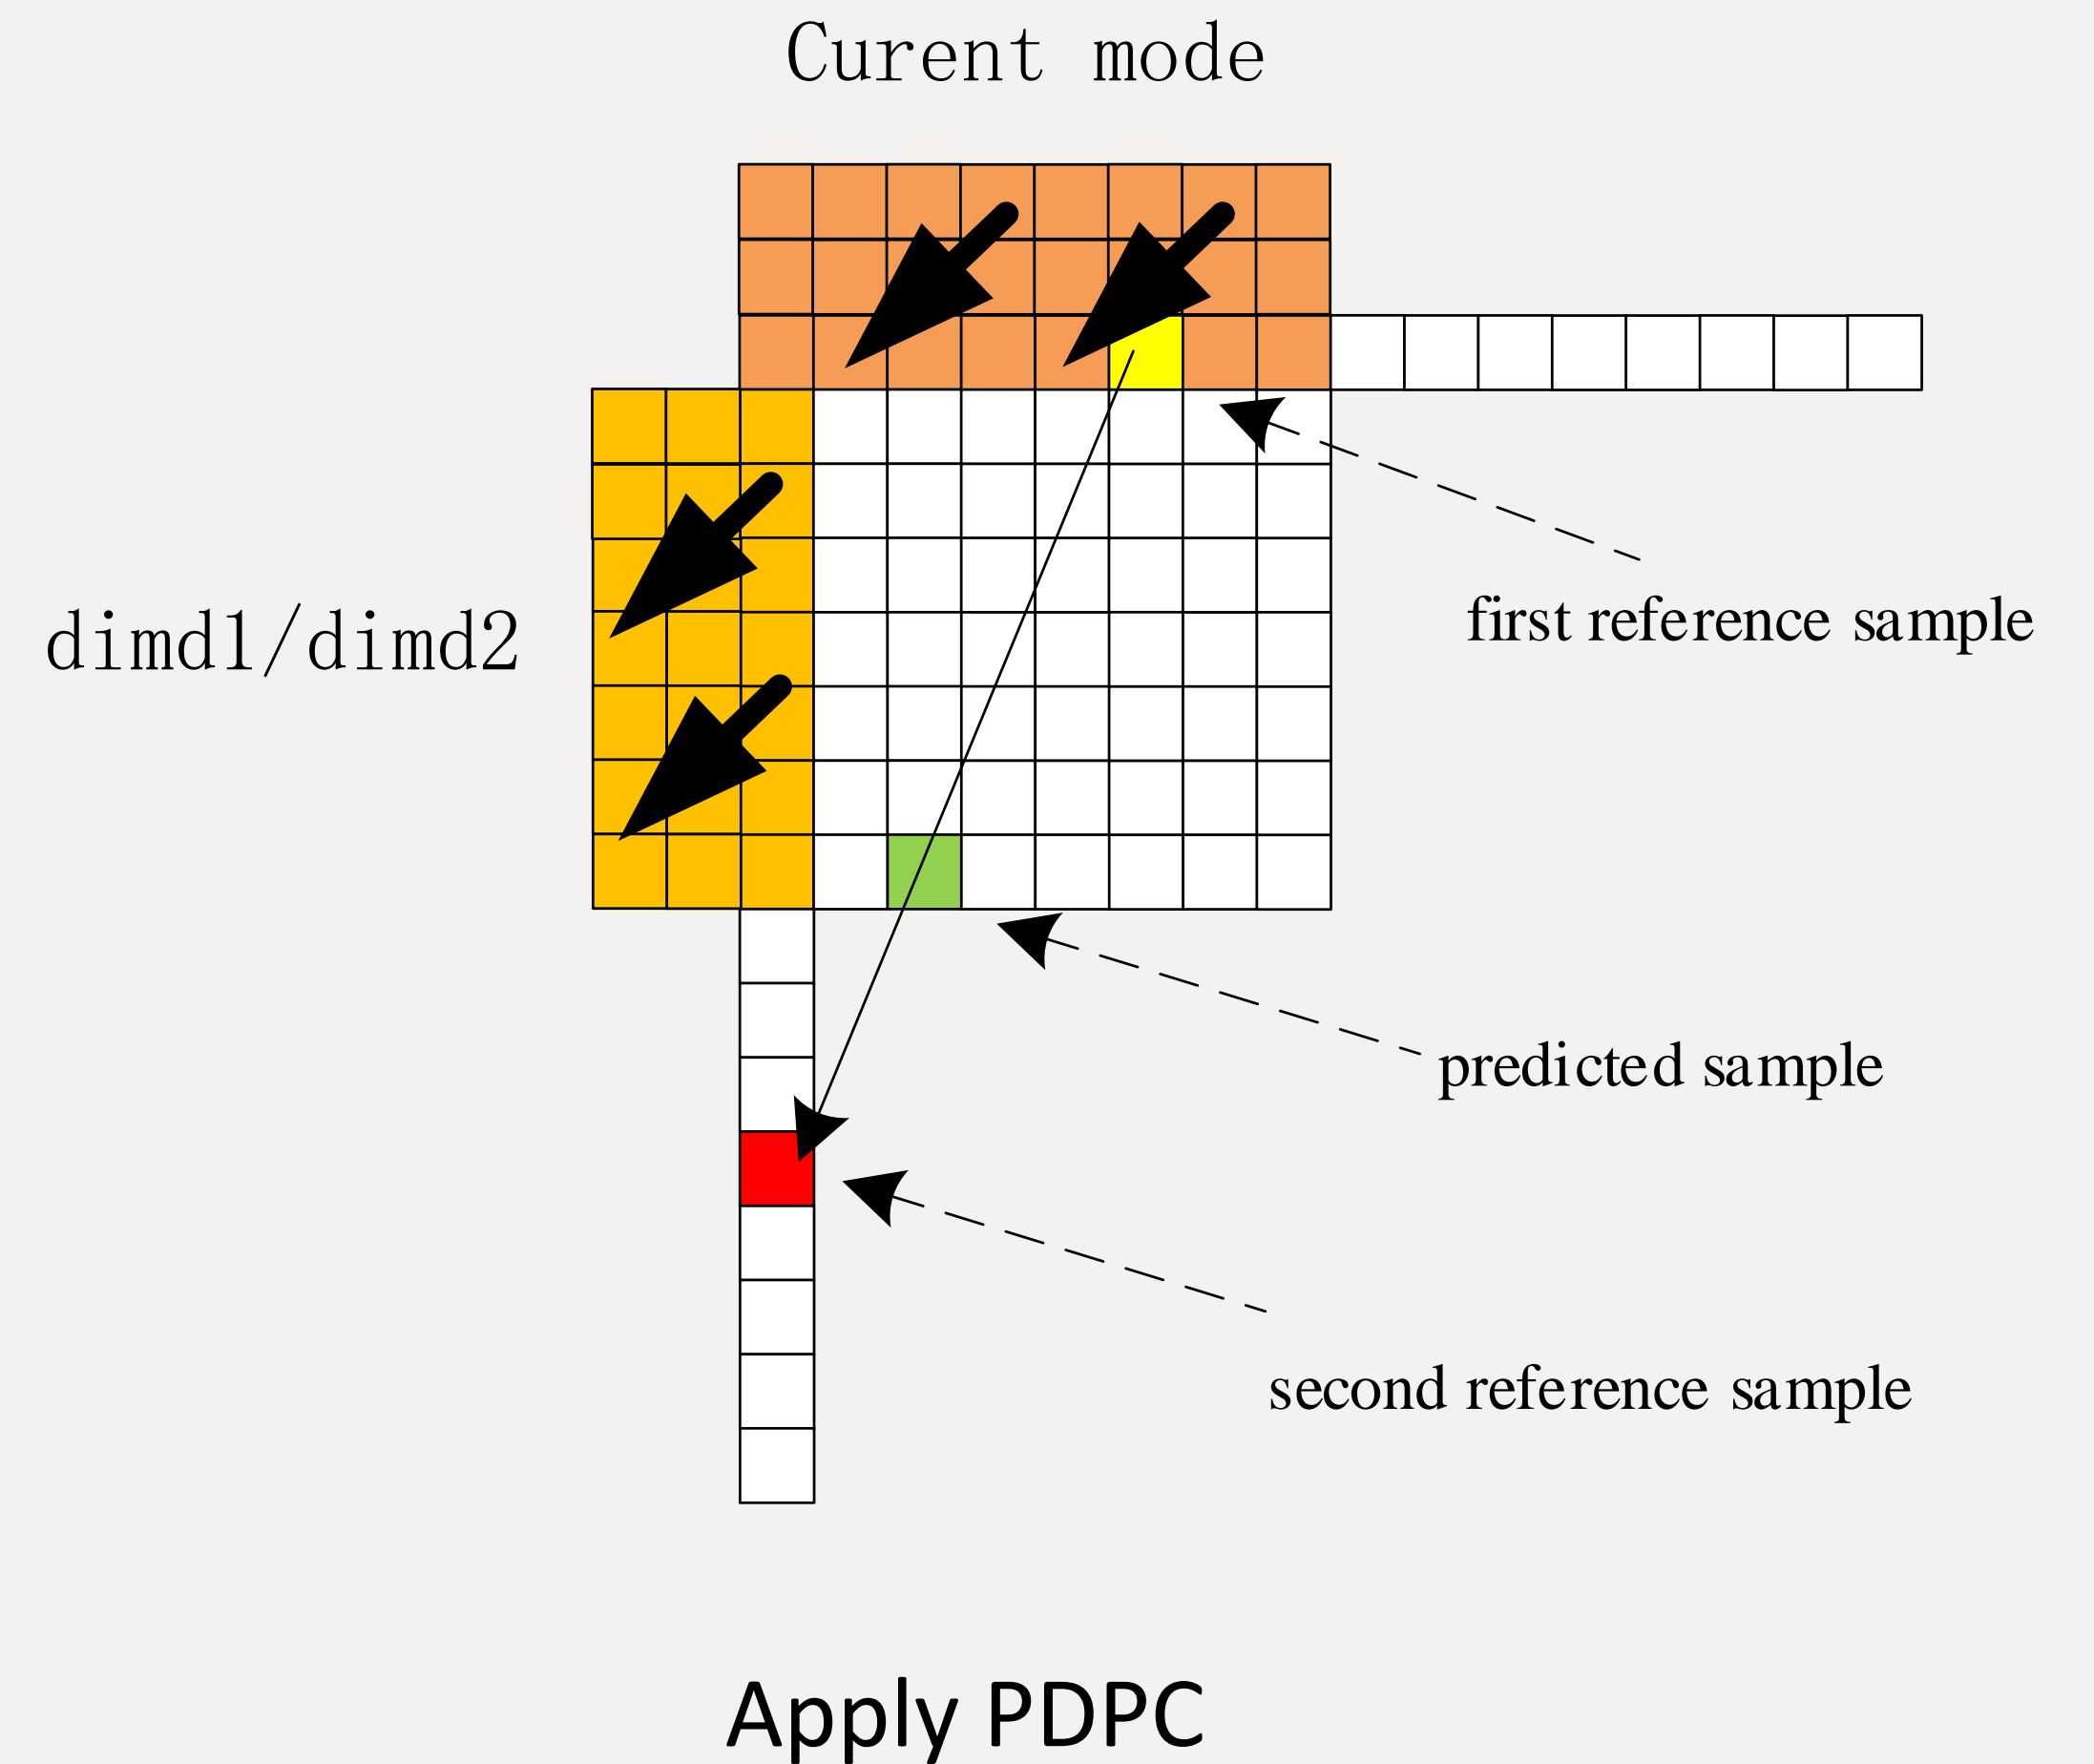 Curent mode
dimd1/dimd2
first reference sample
predicted sample
second reference sample
Apply PDPC